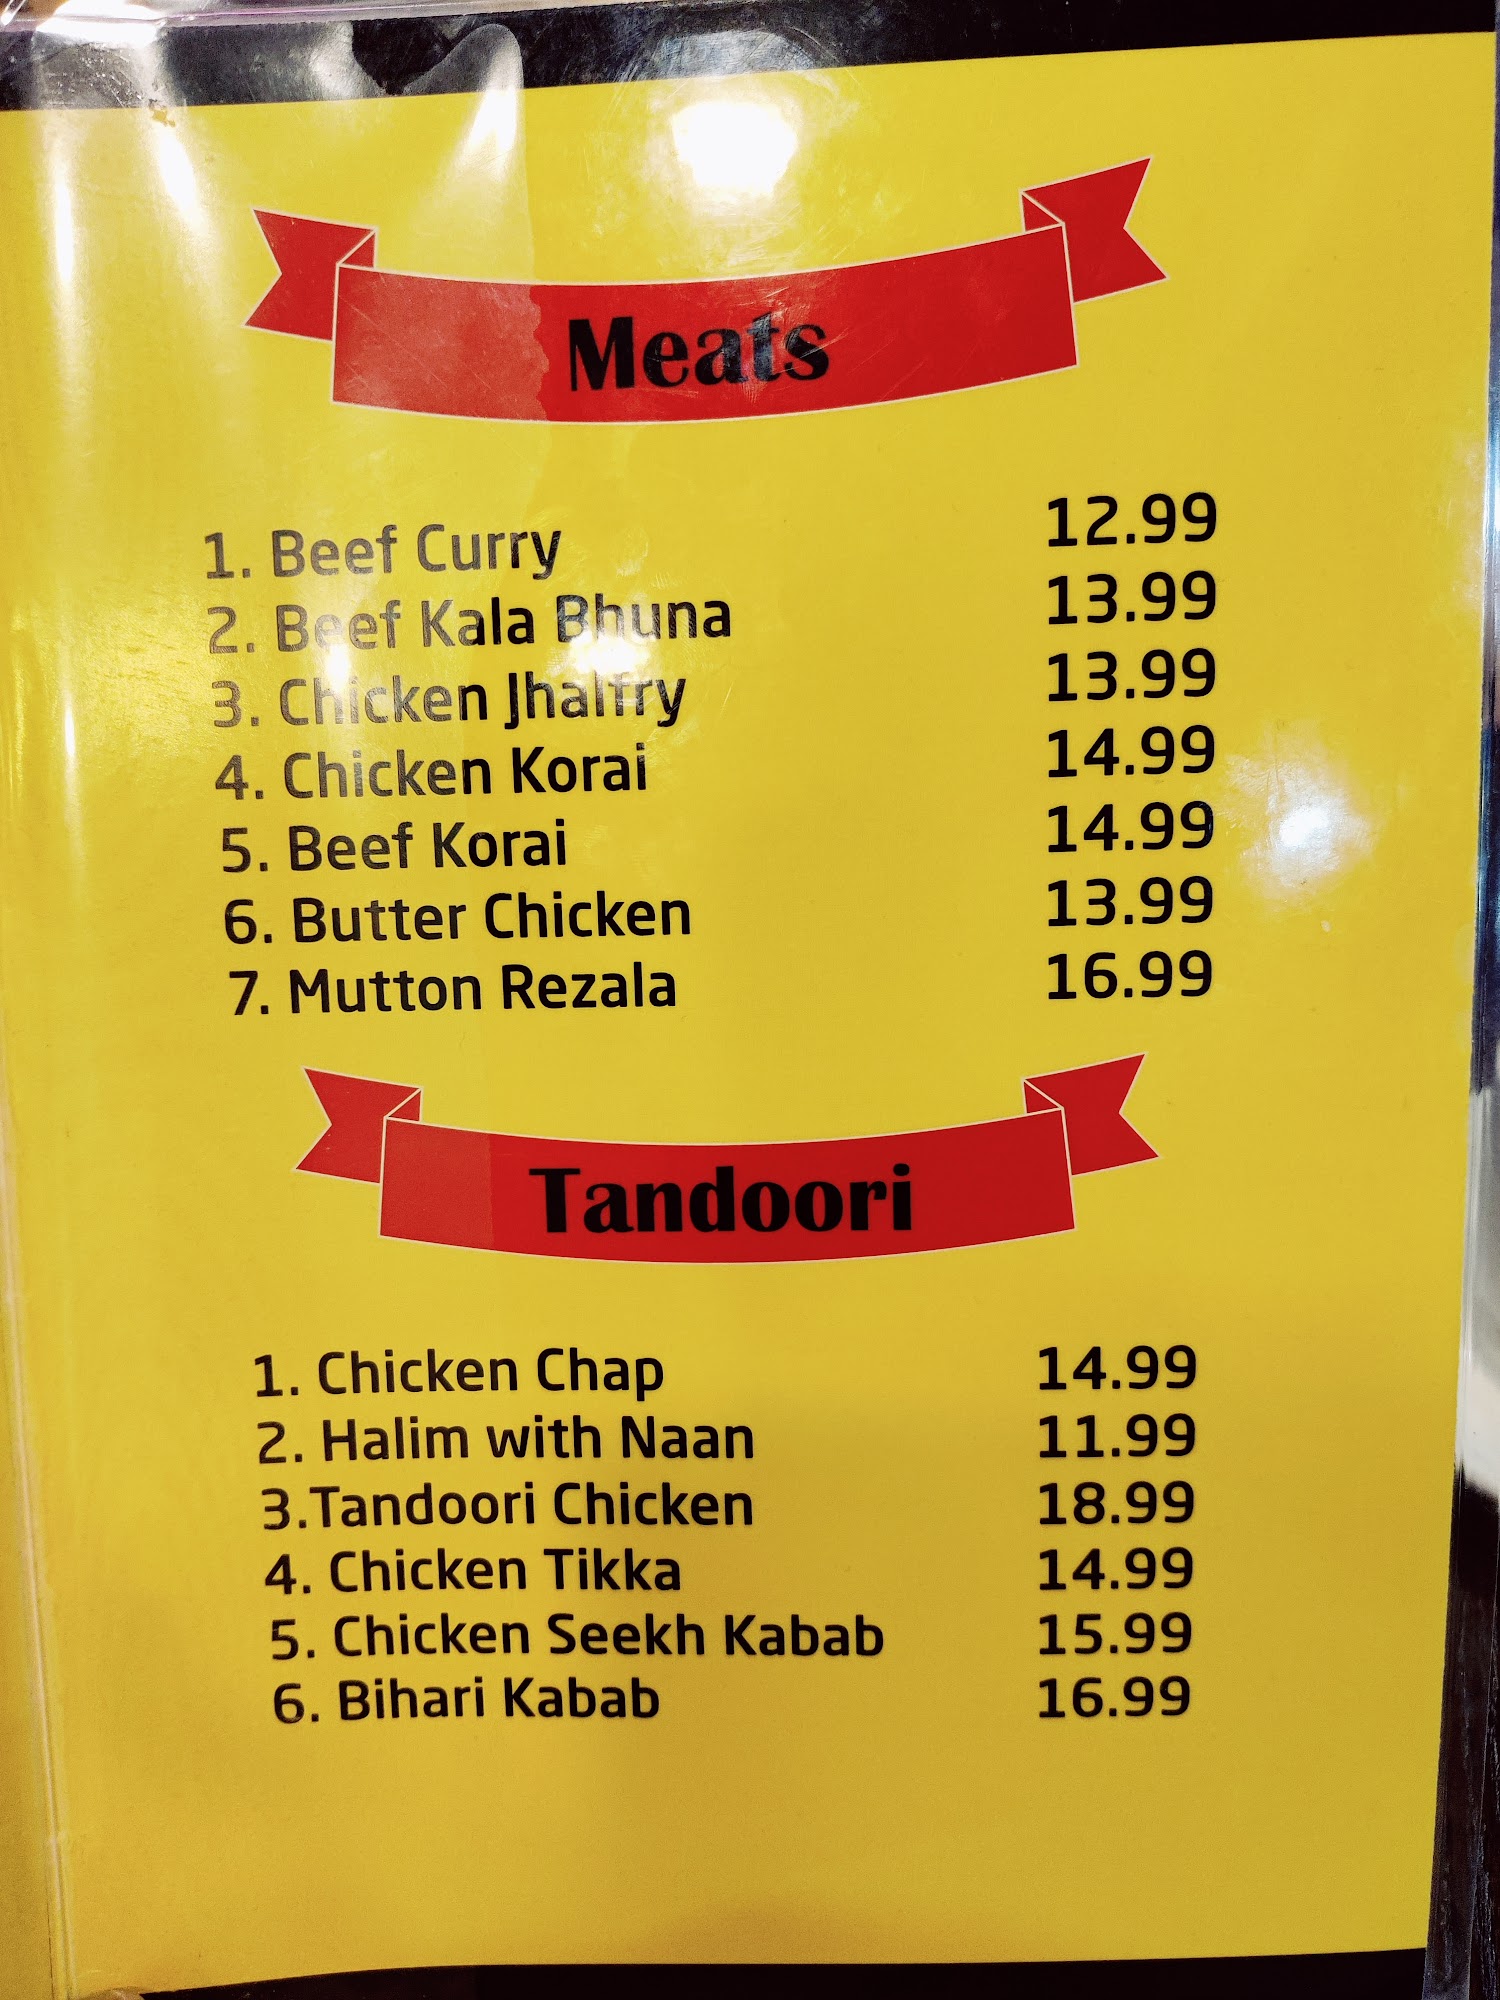 Meats
1. Beef Curry 12.99
2. Beef Kala Bhuna 13.99
3. Chicken Jhalfry 13.99
4. Chicken Korai 14.99
5. Beef Korai 14.99
6. Butter Chicken 13.99
7. Mutton Rezala 16.99
Tandoori
1. Chicken Chap 14.99
2. Halim with Naan 11.99
3.Tandoori Chicken 18.99
4. Chicken Tikka 14.99
5. Chicken Seekh Kabab 15.99
6. Bihari Kabab 16.99